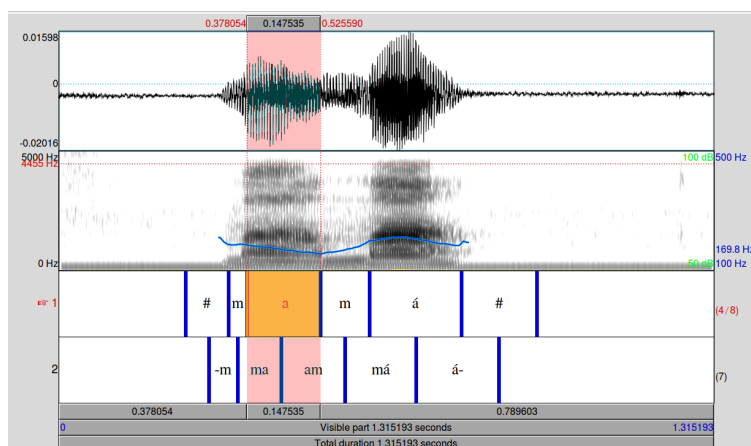 0.378054 0.147535 0.525590
0.01598
0
-0.02016
5000 Hz 100 dB 500 Hz
4455 Hz
169.8 Hz
0 Hz 50 dB 100 Hz
☞ 1 # m a m á # (4/8)
2 -m ma am má á- (7)
0.378054 0.147535 0.789603
0 Visible part 1.315193 seconds 1.315193
Total duration 1.315193 seconds